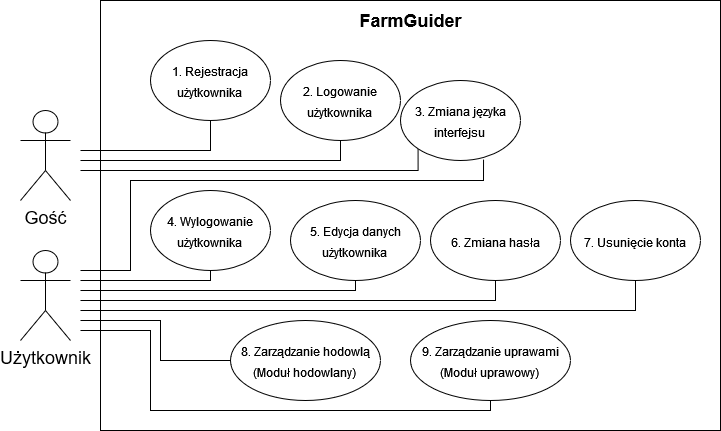 FarmGuider
1. Rejestracja
użytkownika
2. Logowanie
użytkownika
3. Zmiana języka
interfejsu
Gość
4. Wylogowanie
użytkownika
5. Edycja danych
użytkownika
6. Zmiana hasła
7. Usunięcie konta
Użytkownik
8. Zarządzanie hodowlą
(Moduł hodowlany)
9. Zarządzanie uprawami
(Moduł uprawowy)